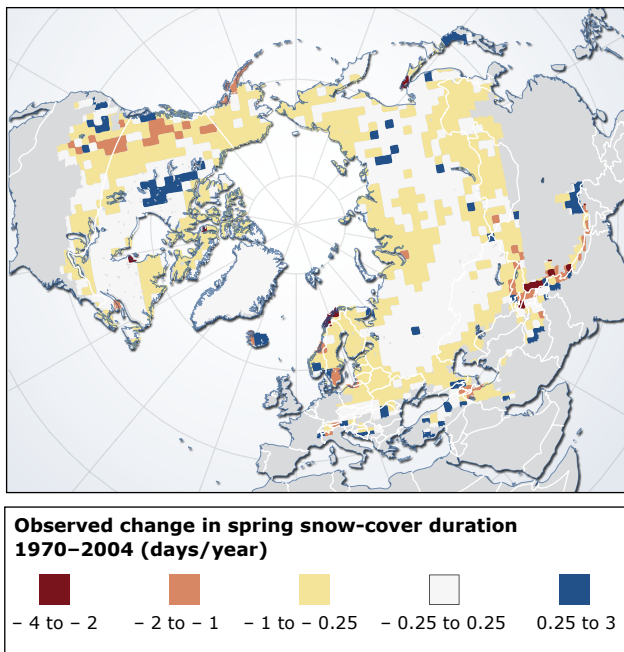 Observed change in spring snow-cover duration
1970–2004 (days/year)
– 4 to – 2
– 2 to – 1
– 1 to – 0.25
– 0.25 to 0.25
0.25 to 3